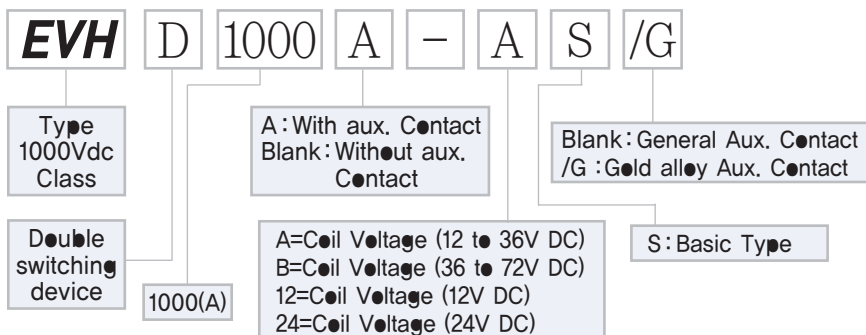 EVH D 1000 A - A S /G
Type
1000Vdc
Class
A:With aux. Contact
Blank:Without aux.
Contact
Blank:General Aux. Contact
/G :Gold alloy Aux. Contact
Double
switching
device
1000(A)
A=Coil Voltage (12 to 36V DC)
B=Coil Voltage (36 to 72V DC)
12=Coil Voltage (12V DC)
24=Coil Voltage (24V DC)
S:Basic Type